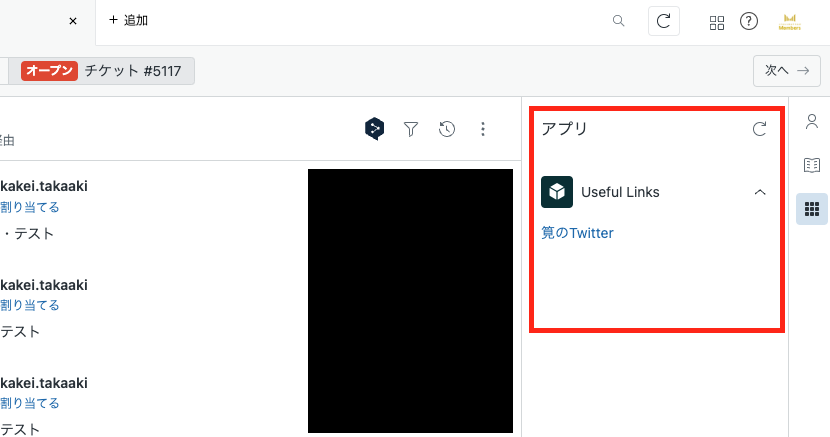 × + 追加
オープン チケット #5117
次へ →
経由
kakei.takaaki
割り当てる
・テスト
kakei.takaaki
割り当てる
テスト
kakei.takaaki
割り当てる
テスト
アプリ
Useful Links
筧のTwitter
Members